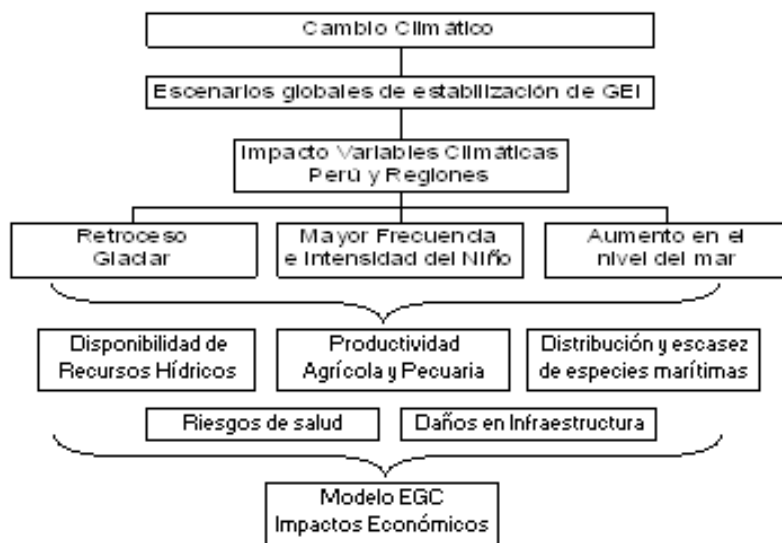 Cambio Climático
Escenarios globales de estabilización de GEI
Impacto Variables Climáticas
Perú y Regiones
Retroceso
Glaciar
Mayor Frecuencia
e Intensidad del Niño
Aumento en el
nivel del mar
Disponibilidad de
Recursos Hídricos
Productividad
Agrícola y Pecuaria
Distribución y escasez
de especies marítimas
Riesgos de salud
Daños en Infraestructura
Modelo EGC
Impactos Económicos